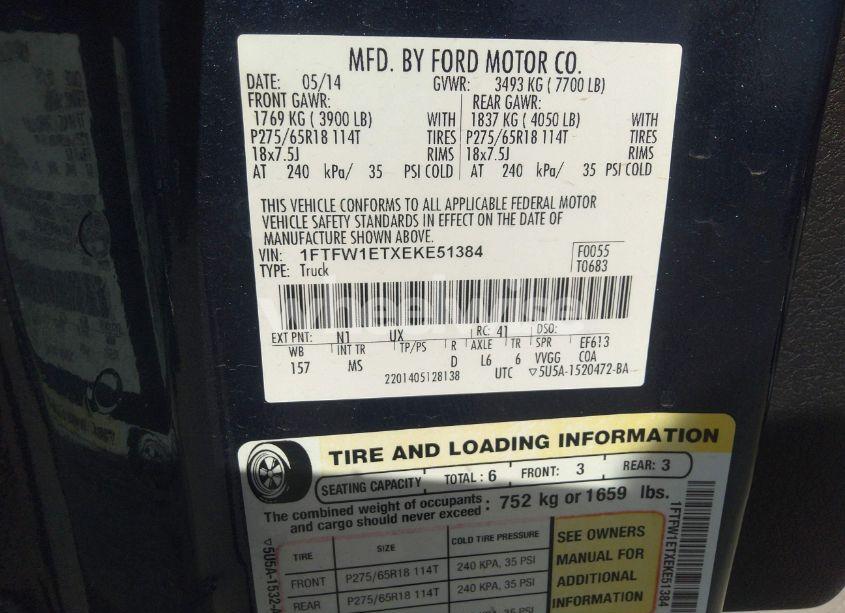 MFD. BY FORD MOTOR CO.
DATE: 05/14 GVWR: 3493 KG ( 7700 LB)
FRONT GAWR: REAR GAWR:
1769 KG ( 3900 LB) WITH 1837 KG ( 4050 LB) WITH
P275/65R18 114T TIRES P275/65R18 114T TIRES
18x7.5J RIMS 18x7.5J RIMS
AT 240 kPa/ 35 PSI COLD AT 240 kPa/ 35 PSI COLD
THIS VEHICLE CONFORMS TO ALL APPLICABLE FEDERAL MOTOR
VEHICLE SAFETY STANDARDS IN EFFECT ON THE DATE OF
MANUFACTURE SHOWN ABOVE.
VIN: 1FTFW1ETXEKE51384 F0055
TYPE: Truck T0683
EXT PNT: N1 UX RC: 41 DSO: EF613
WB INT TR TP/PS R AXLE TR SPR COA
157 MS D L6 6 VVGG
2201405128138 UTC ▽5U5A-1520472-BA
TIRE AND LOADING INFORMATION
SEATING CAPACITY TOTAL : 6 FRONT: 3 REAR: 3
The combined weight of occupants and cargo should never exceed : 752 kg or 1659 lbs.
TIRE SIZE COLD TIRE PRESSURE
FRONT P275/65R18 114T 240 KPA, 35 PSI
REAR P275/65R18 114T 240 KPA, 35 PSI
SEE OWNERS
MANUAL FOR
ADDITIONAL
INFORMATION
1FTFW1ETXEKE51384